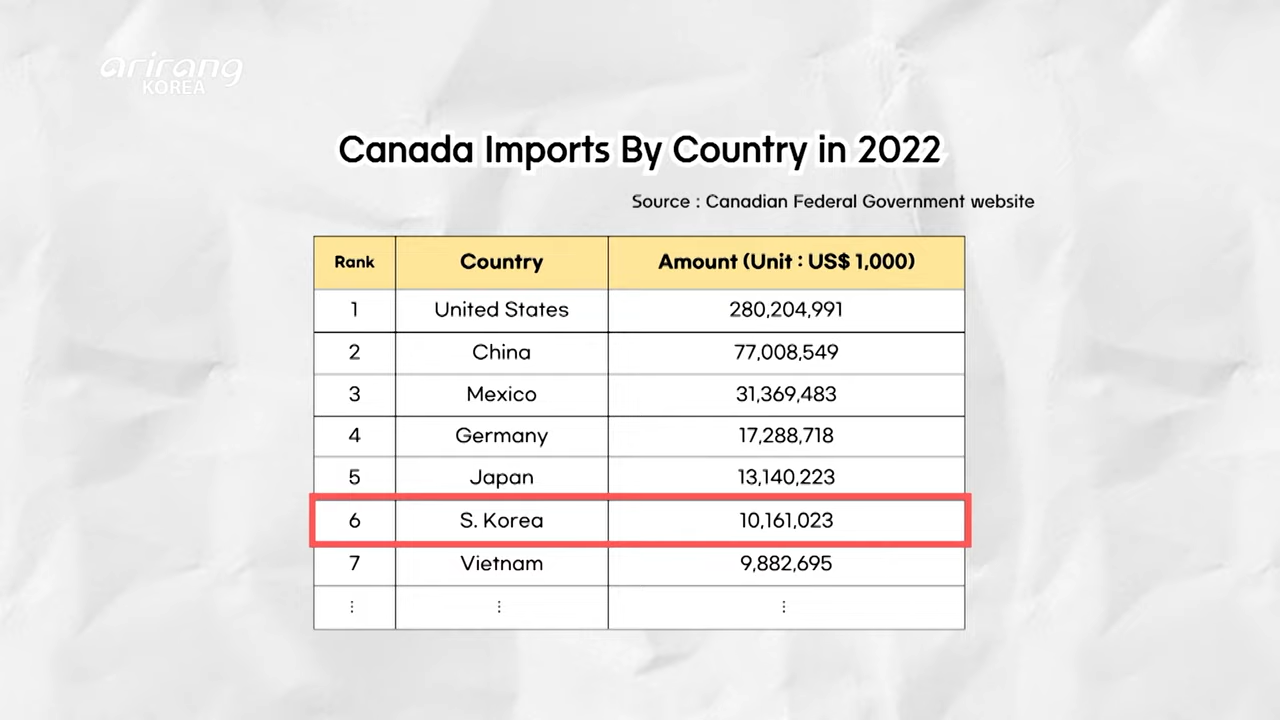 arirang
KOREA
Canada Imports By Country in 2022
Source : Canadian Federal Government website
Rank Country Amount (Unit : US$ 1,000)
1 United States 280,204,991
2 China 77,008,549
3 Mexico 31,369,483
4 Germany 17,288,718
5 Japan 13,140,223
6 S. Korea 10,161,023
7 Vietnam 9,882,695
⋮ ⋮ ⋮